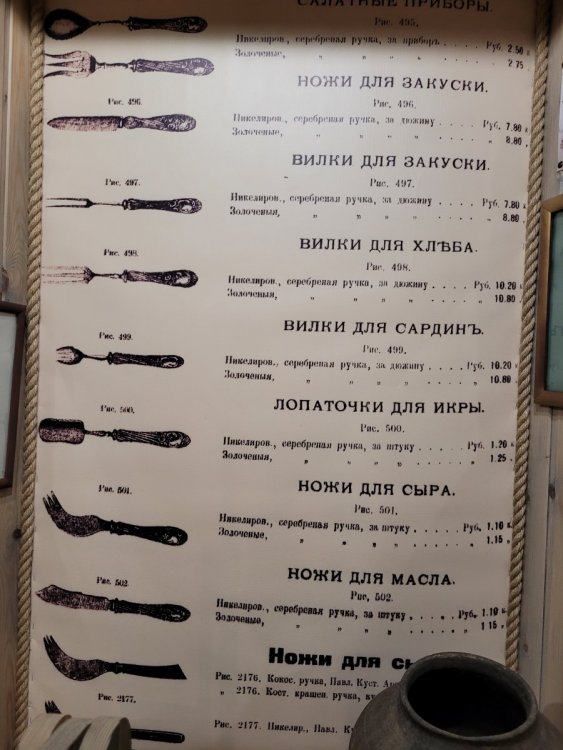 САЛАТНЫЕ ПРИБОРЫ.
Рис. 495.
Никелиров., серебреная ручка, за приборъ . . . . Руб. 2.50 к
Золоченые, „ „ „ „ 2 75
Рис. 496.
НОЖИ ДЛЯ ЗАКУСКИ.
Рис. 496.
Никелиров., серебреная ручка, за дюжину . . . . Руб. 7.80 к
Золоченые, „ „ „ „ 8.80 „
Рис. 497.
ВИЛКИ ДЛЯ ЗАКУСКИ.
Рис. 497.
Никелиров., серебреная ручка, за дюжину . . . . Руб. 7.80 к
Золоченыя, „ „ „ „ 8.80 „
Рис. 498.
ВИЛКИ ДЛЯ ХЛѢБА.
Рис. 498.
Никелиров., серебреная ручка, за дюжину . . . . Руб. 10.20 к
Золоченыя, „ „ „ „ 10.80 „
Рис. 499.
ВИЛКИ ДЛЯ САРДИНЪ.
Рис. 499.
Никелиров., серебреная ручка, за дюжину . . . . Руб. 10.20 к
Золоченыя, „ „ „ „ 10.80 „
Рис. 500.
ЛОПАТОЧКИ ДЛЯ ИКРЫ.
Рис. 500.
Никелиров., серебреная ручка, за штуку . . . . . Руб. 1.20 к
Золоченыя, „ „ „ „ 1.25 „
Рис. 501.
НОЖИ ДЛЯ СЫРА.
Рис. 501.
Никелиров., серебреная ручка, за штуку . . . . . Руб. 1.10 к.
Золоченые, „ „ „ „ 1.15 „
Рис. 502.
НОЖИ ДЛЯ МАСЛА.
Рис. 502.
Никелиров., серебреная ручка, за штуку . . . . . Руб. 1.10 к
Золоченые, „ „ „ „ 1 15 „
Ножи для
Рис. 2176. Кокос. ручка, Павл. Куст.
„ 2176. Кост. крашен. ручка,
Рис. 2177.
Рис. 2177. Никелир., Павл.